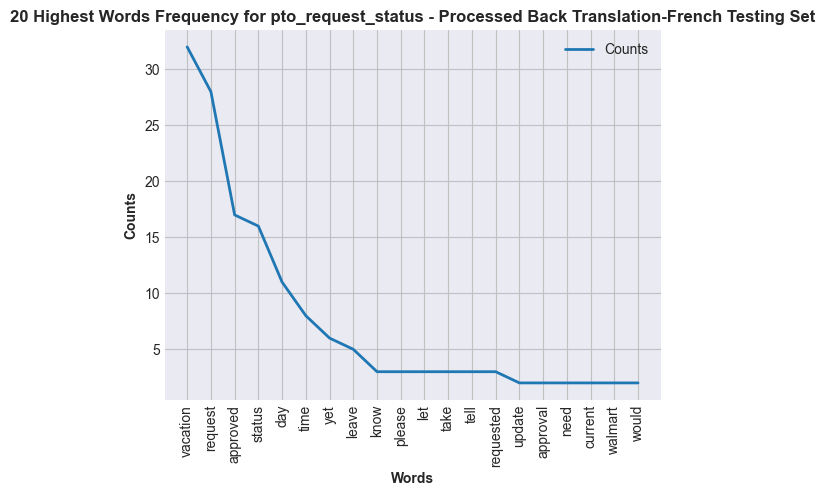 20 Highest Words Frequency for pto_request_status - Processed Back Translation-French Testing Set
Counts
30
25
20
15
10
5
Counts
vacation
request
approved
status
day
time
yet
leave
know
please
let
take
tell
requested
update
approval
need
current
walmart
would
Words